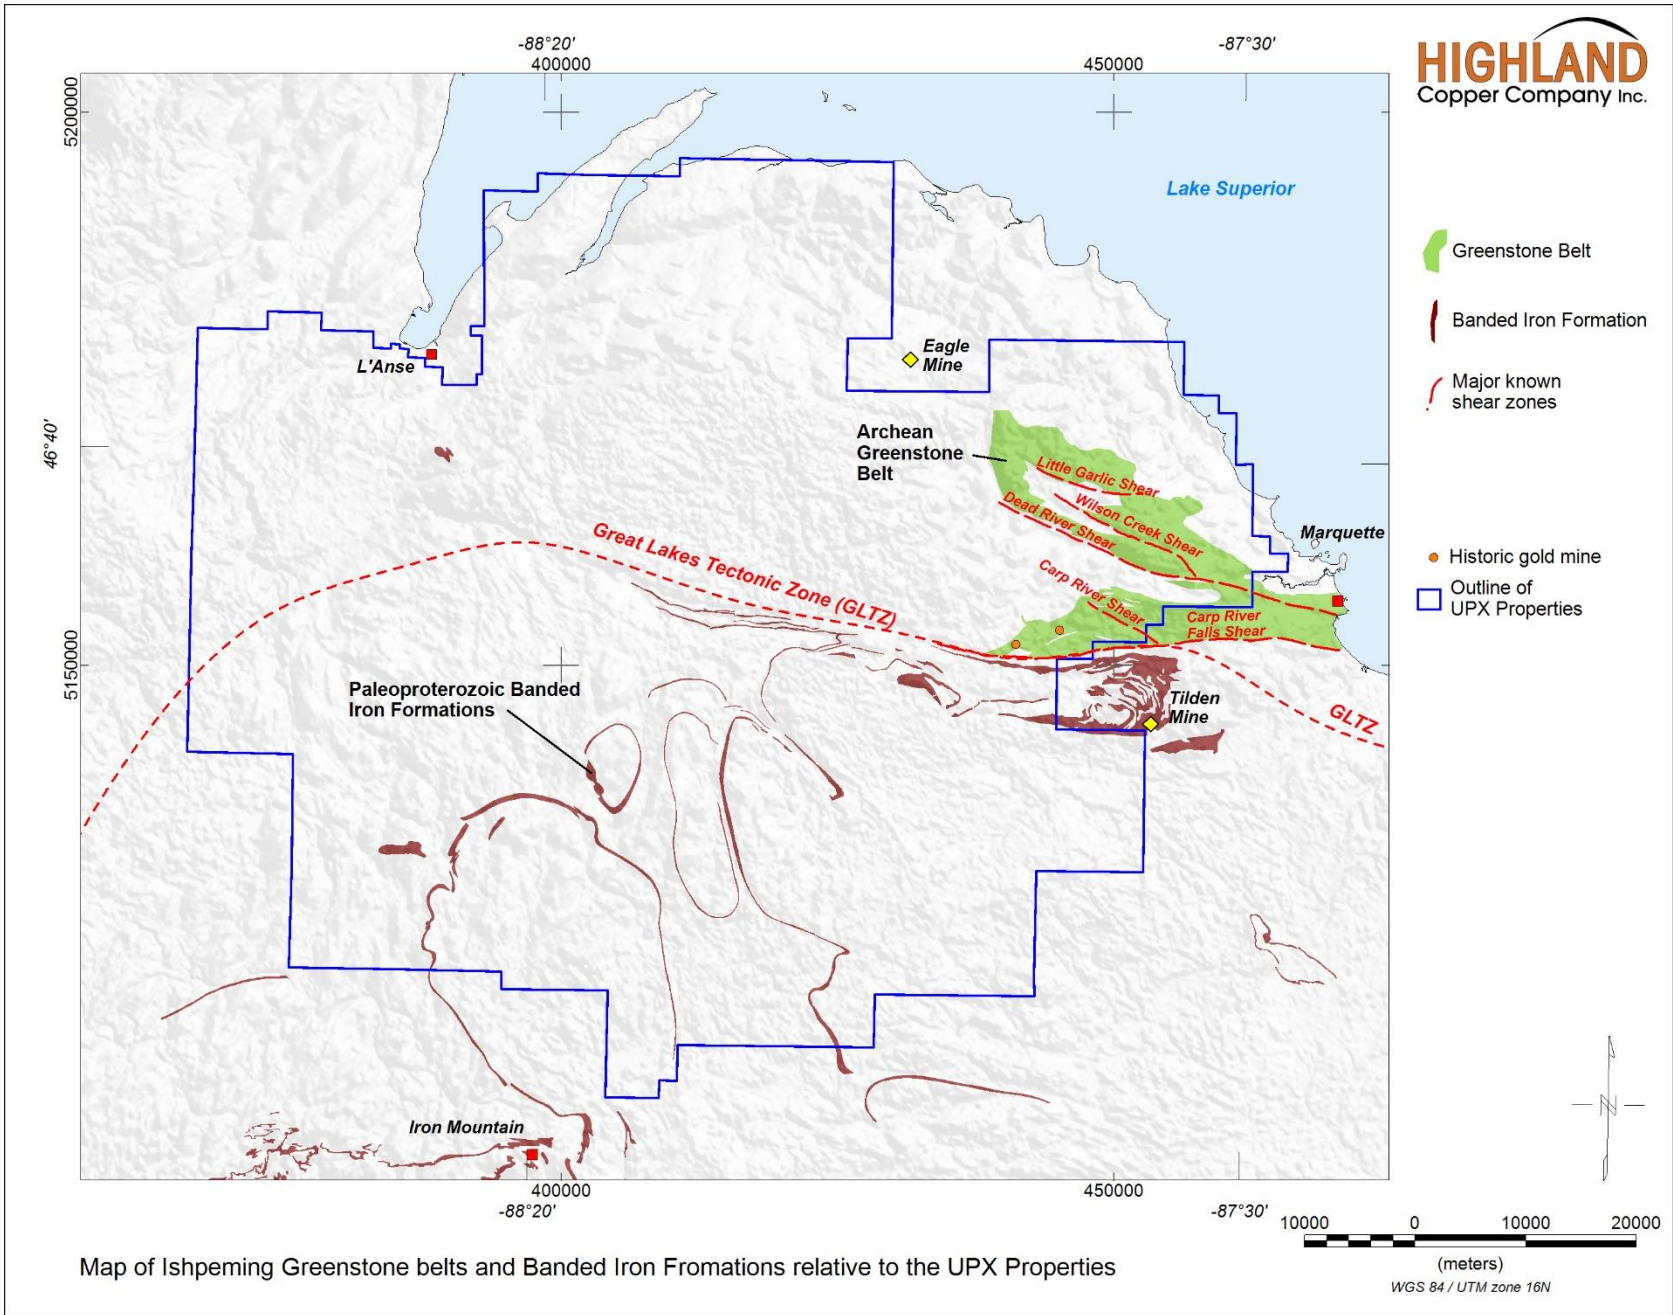 -88°20'
-87°30'
400000
450000
HIGHLAND
Copper Company Inc.
5200000
Lake Superior
Greenstone Belt
Banded Iron Formation
Eagle
Mine
L'Anse
Major known
shear zones
46°40'
Archean
Greenstone
Belt
Little Garlic Shear
Wilson Creek Shear
Dead River Shear
Great Lakes Tectonic Zone (GLTZ)
Marquette
Historic gold mine
Carp River Shear
Outline of
UPX Properties
Carp River
Falls Shear
5150000
Paleoproterozoic Banded
Iron Formations
Tilden
Mine
GLTZ
Iron Mountain
N
400000
450000
-88°20'
-87°30'
10000
0
10000
20000
(meters)
WGS 84 / UTM zone 16N
Map of Ishpeming Greenstone belts and Banded Iron Fromations relative to the UPX Properties